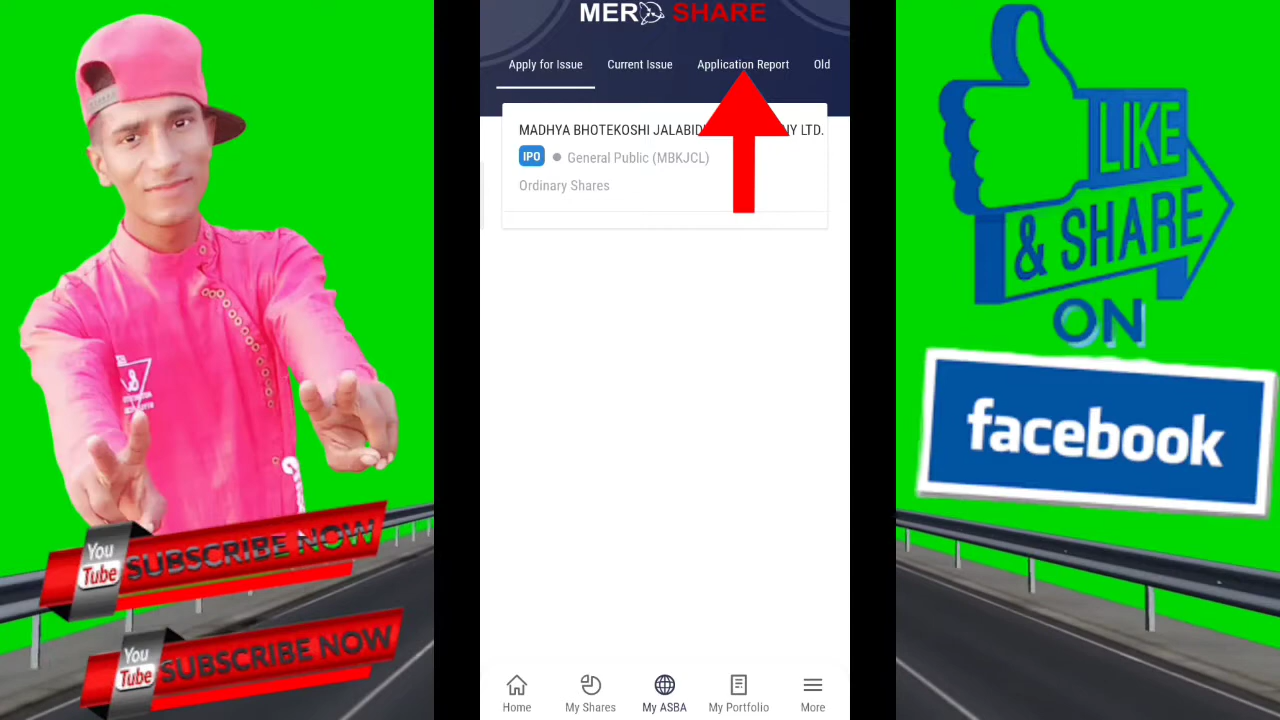 MERO SHARE
Apply for Issue
Current Issue
Application Report
Old
MADHYA BHOTEKOSHI JALABID
NY LTD.
IPO
General Public (MBKJCL)
Ordinary Shares
Home
My Shares
My ASBA
My Portfolio
More
You
Tube
SUBSCRIBE NOW
You
Tube
SUBSCRIBE NOW
LIKE
& SHARE
ON
facebook